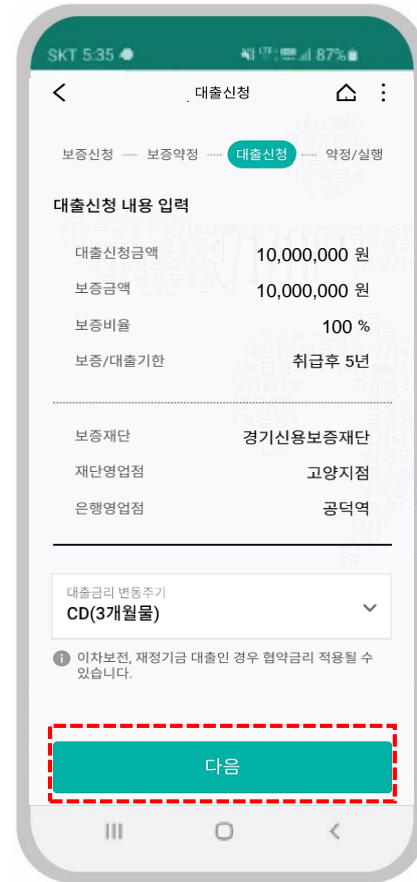 SKT 5:35 87%
대출신청
보증신청 보증약정 대출신청 약정/실행
대출신청 내용 입력
대출신청금액 10,000,000 원
보증금액 10,000,000 원
보증비율 100 %
보증/대출기한 취급후 5년
보증재단 경기신용보증재단
재단영업점 고양지점
은행영업점 공덕역
대출금리 변동주기
CD(3개월물)
이차보전, 재정기금 대출인 경우 협약금리 적용될 수
있습니다.
다음